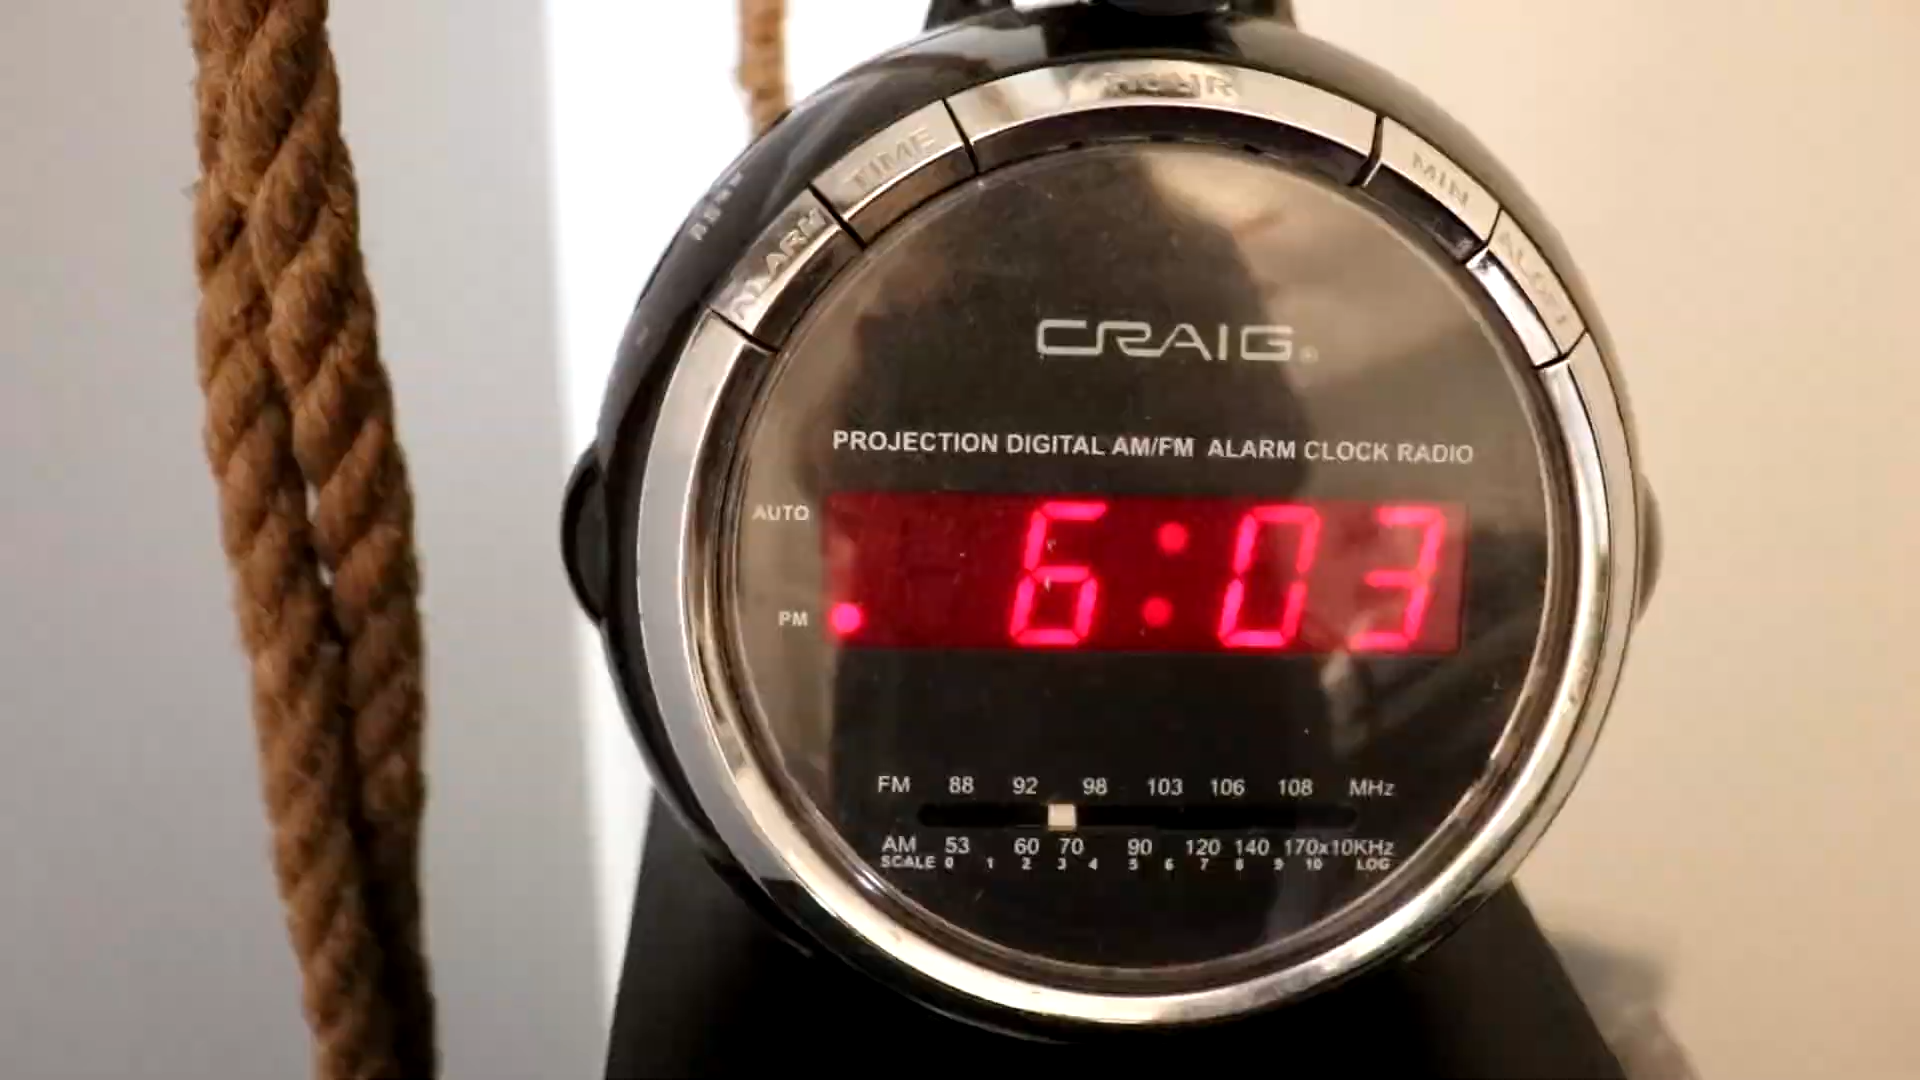 HOUR
TIME
MIN
ALARM
CRAIG®
PROJECTION DIGITAL AM/FM ALARM CLOCK RADIO
AUTO
6:03
PM
FM 88 92 98 103 106 108 MHz
AM 53 60 70 90 120 140 170x10KHz
SCALE 0 1 2 3 4 5 6 7 8 9 10 LOG